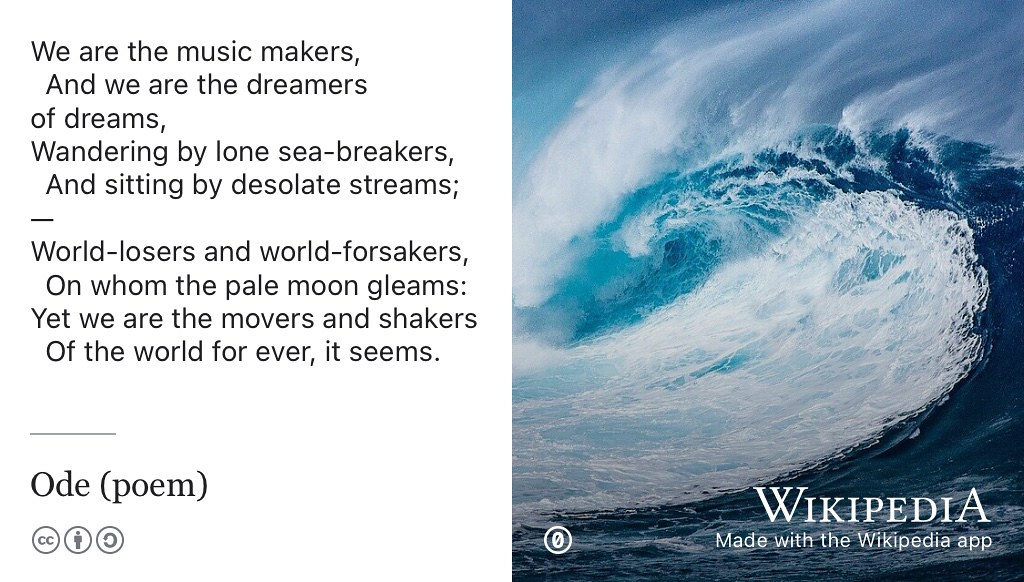 We are the music makers,
And we are the dreamers
of dreams,
Wandering by lone sea-breakers,
And sitting by desolate streams;
—
World-losers and world-forsakers,
On whom the pale moon gleams:
Yet we are the movers and shakers
Of the world for ever, it seems.
Ode (poem)
cc
0
WIKIPEDIA
Made with the Wikipedia app